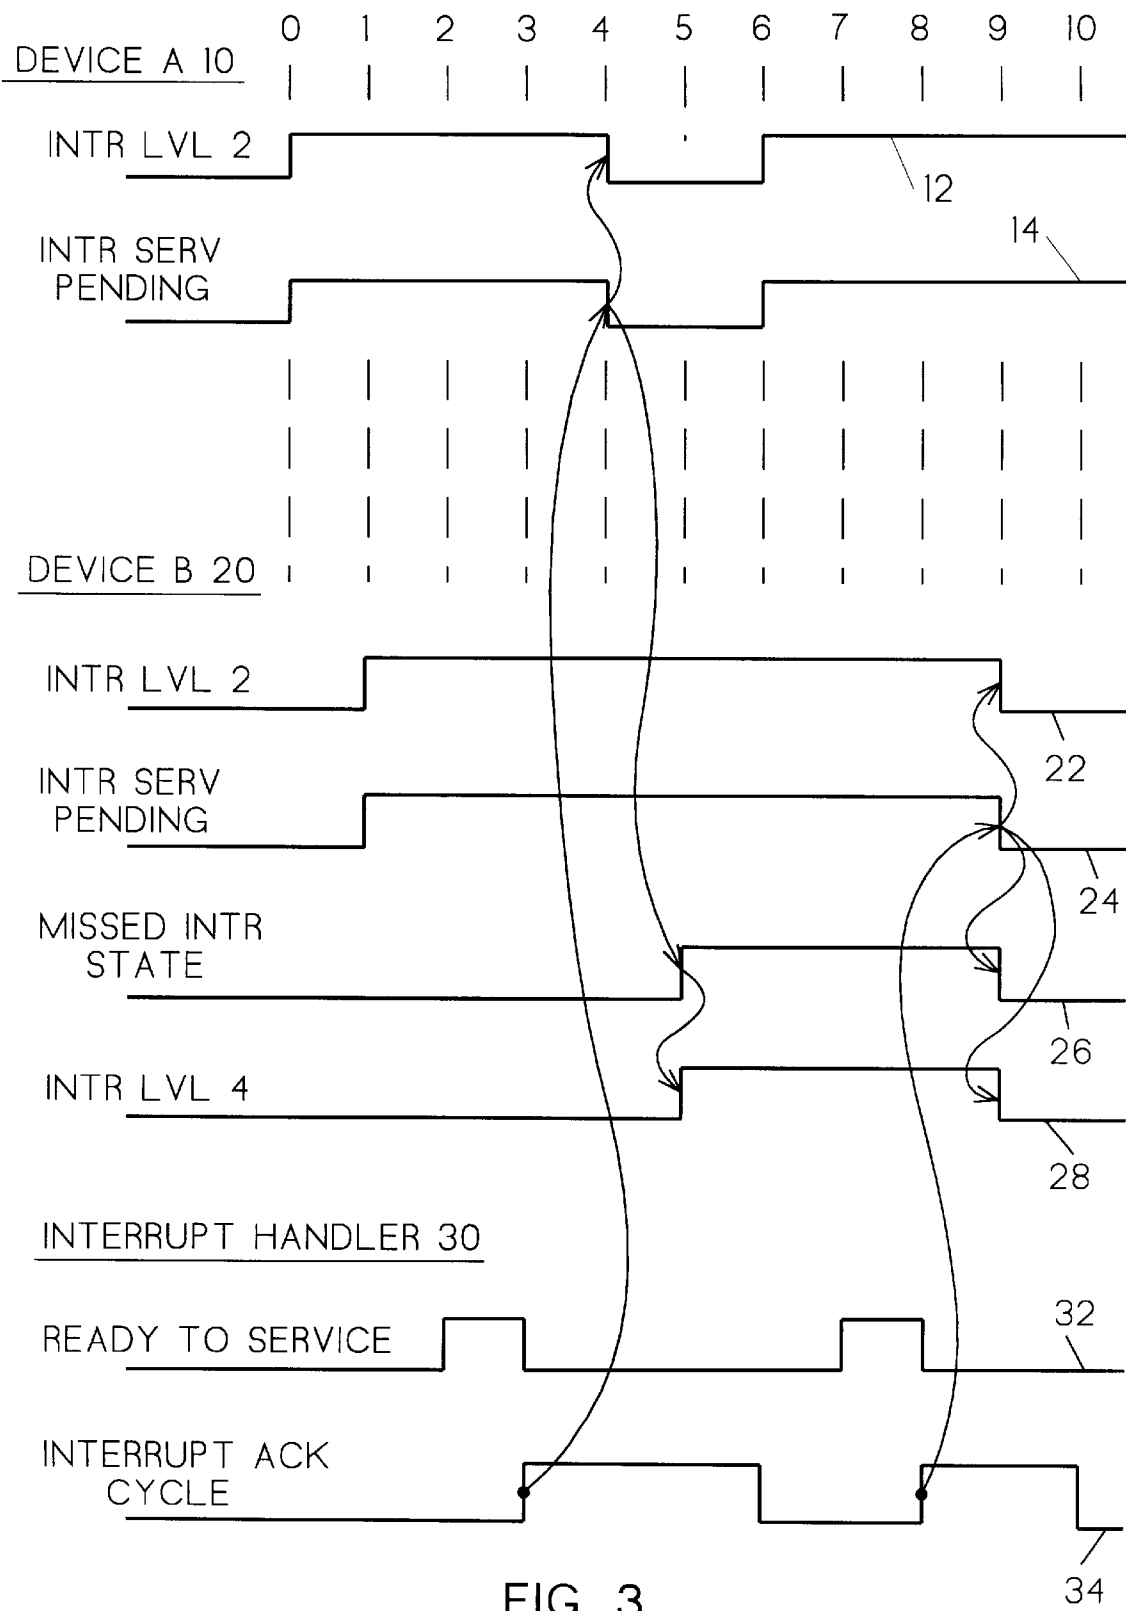 0 1 2 3 4 5 6 7 8 9 10
DEVICE A 10
INTR LVL 2
12
INTR SERV
PENDING
14
DEVICE B 20
INTR LVL 2
22
INTR SERV
PENDING
24
MISSED INTR
STATE
26
INTR LVL 4
28
INTERRUPT HANDLER 30
READY TO SERVICE
32
INTERRUPT ACK
CYCLE
34
FIG. 3